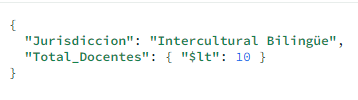 {
  "Jurisdiccion": "Intercultural Bilingüe",
  "Total_Docentes": { "$lt": 10 }
}